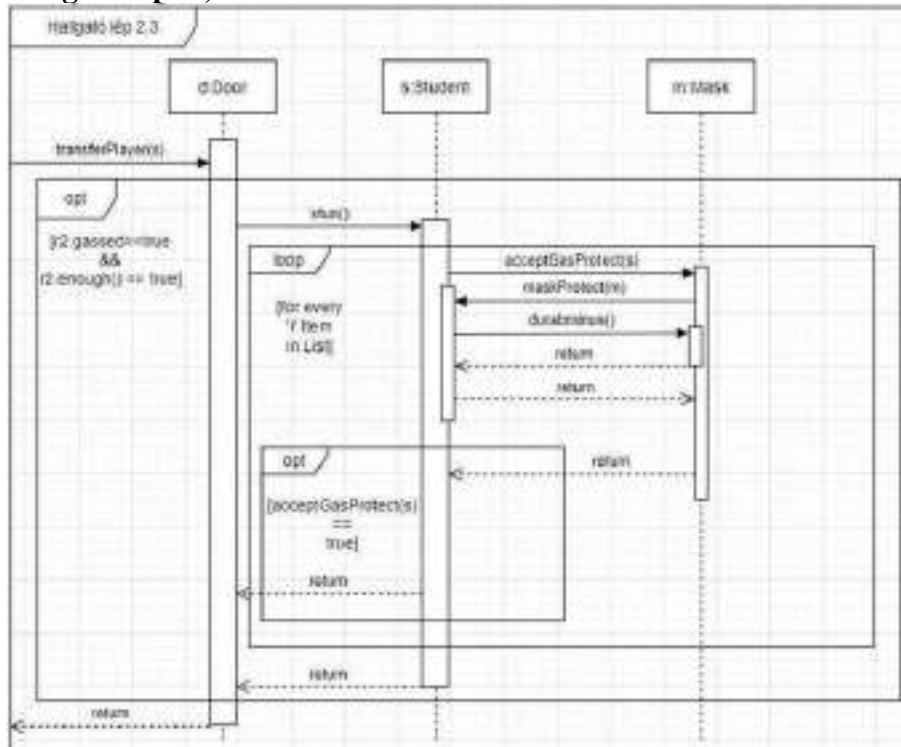 Hallgató lép 2.3
d:Door
s:Student
m:Mask
transferPlayer(s)
opt
stun()
[r2.gassed==true
&&
r2.enough() == true]
loop
acceptGasProtect(s)
maskProtect(m)
[for every
"i" Item
in List]
durabminus()
return
return
opt
return
[acceptGasProtect(s)
==
true]
return
return
return